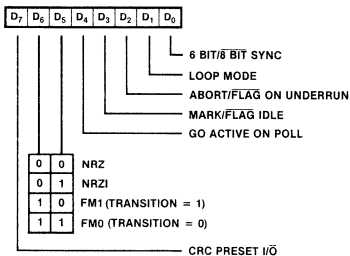 D7 D6 D5 D4 D3 D2 D1 D0
6 BIT/8 BIT SYNC
LOOP MODE
ABORT/FLAG ON UNDERRUN
MARK/FLAG IDLE
GO ACTIVE ON POLL
0 0 NRZ
0 1 NRZI
1 0 FM1 (TRANSITION = 1)
1 1 FM0 (TRANSITION = 0)
CRC PRESET I/O